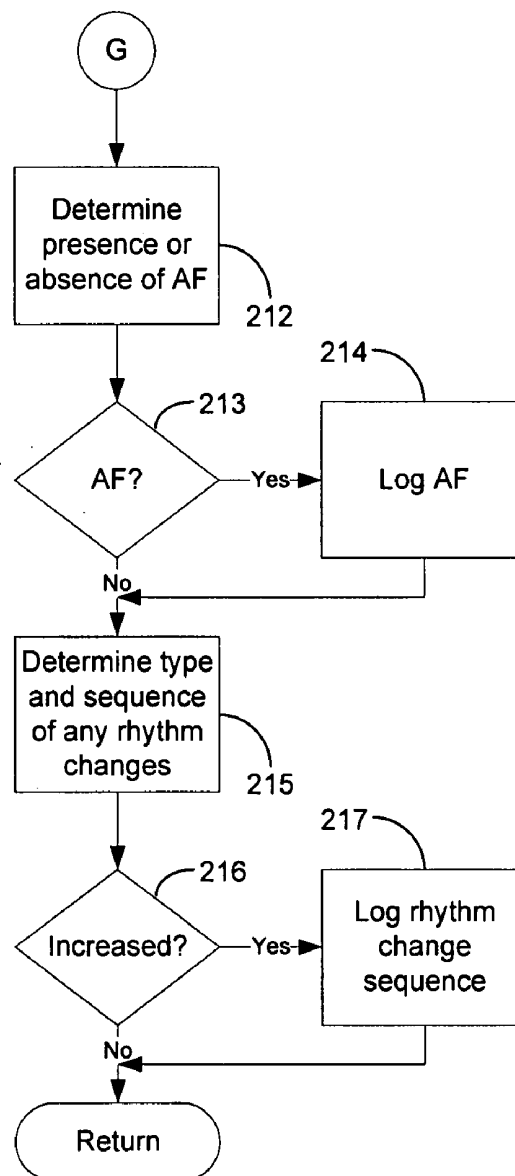 G
Determine
presence or
absence of AF
212
214
213
AF?
Yes
Log AF
No
Determine type
and sequence
of any rhythm
changes
215
217
216
Increased?
Yes
Log rhythm
change
sequence
No
Return